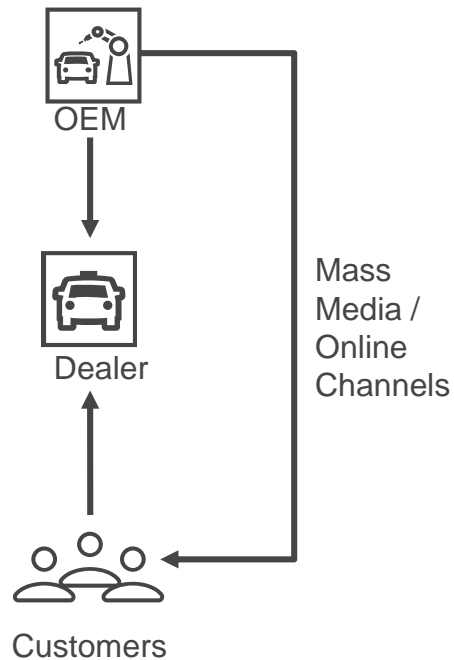 OEM
Dealer
Mass
Media /
Online
Channels
Customers